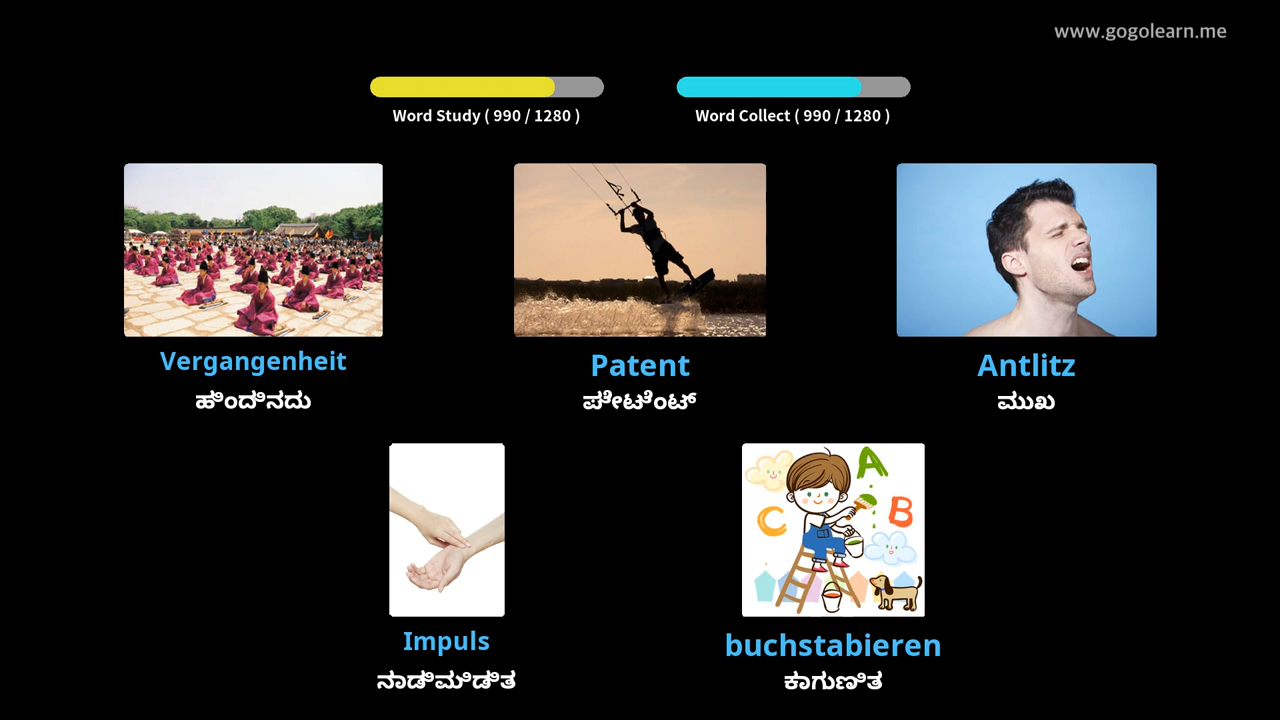 www.gogolearn.me
Word Study ( 990 / 1280 )
Word Collect ( 990 / 1280 )
Vergangenheit
ಹಿಂದಿನದು
Patent
ಪೇಟೆಂಟ್
Antlitz
ಮುಖ
Impuls
ನಾಡಿಮಿಡಿತ
buchstabieren
ಕಾಗುಣಿತ